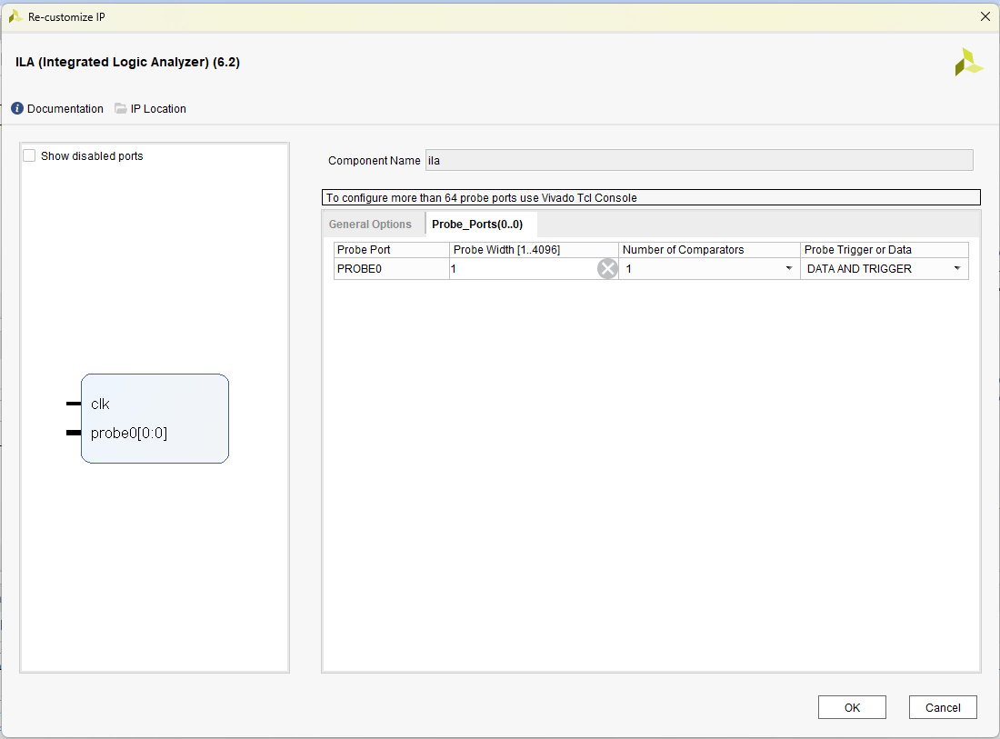 Re-customize IP
ILA (Integrated Logic Analyzer) (6.2)
Documentation IP Location
Show disabled ports
clk
probe0[0:0]
Component Name ila
To configure more than 64 probe ports use Vivado Tcl Console
General Options Probe_Ports(0..0)
Probe Port Probe Width [1..4096] Number of Comparators Probe Trigger or Data
PROBE0 1 1 DATA AND TRIGGER
OK Cancel